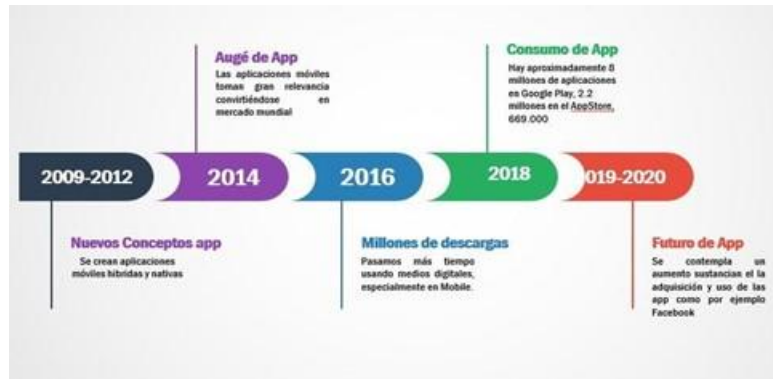 Augé de App
Las aplicaciones móviles
toman gran relevancia
convirtiéndose en
mercado mundial
Consumo de App
Hay aproximadamente 8
millones de aplicaciones
en Google Play, 2.2
millones en el AppStore,
669.000
2009-2012
2014
2016
2018
019-2020
Nuevos Conceptos app
Se crean aplicaciones
móviles híbridas y nativas
Millones de descargas
Pasamos más tiempo
usando medios digitales,
especialmente en Mobile.
Futuro de App
Se contempla un
aumento sustancian el la
adquisición y uso de las
app como por ejemplo
Facebook